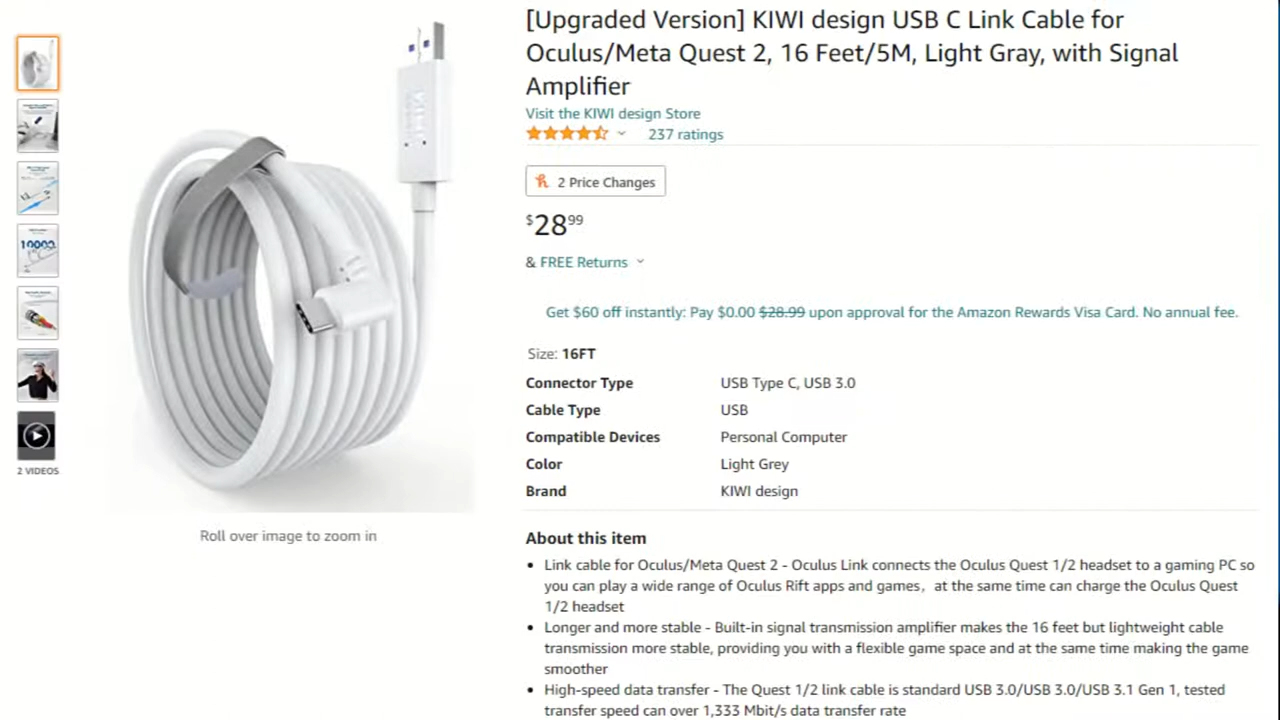 [Upgraded Version] KIWI design USB C Link Cable for
Oculus/Meta Quest 2, 16 Feet/5M, Light Gray, with Signal
Amplifier
Visit the KIWI design Store
237 ratings
2 Price Changes
$28 99
& FREE Returns
Get $60 off instantly: Pay $0.00 $28.99 upon approval for the Amazon Rewards Visa Card. No annual fee.
Size: 16FT
Connector Type USB Type C, USB 3.0
Cable Type USB
Compatible Devices Personal Computer
Color Light Grey
Brand KIWI design
About this item
• Link cable for Oculus/Meta Quest 2 - Oculus Link connects the Oculus Quest 1/2 headset to a gaming PC so
you can play a wide range of Oculus Rift apps and games，at the same time can charge the Oculus Quest
1/2 headset
• Longer and more stable - Built-in signal transmission amplifier makes the 16 feet but lightweight cable
transmission more stable, providing you with a flexible game space and at the same time making the game
smoother
• High-speed data transfer - The Quest 1/2 link cable is standard USB 3.0/USB 3.0/USB 3.1 Gen 1, tested
transfer speed can over 1,333 Mbit/s data transfer rate
10000
2 VIDEOS
Roll over image to zoom in